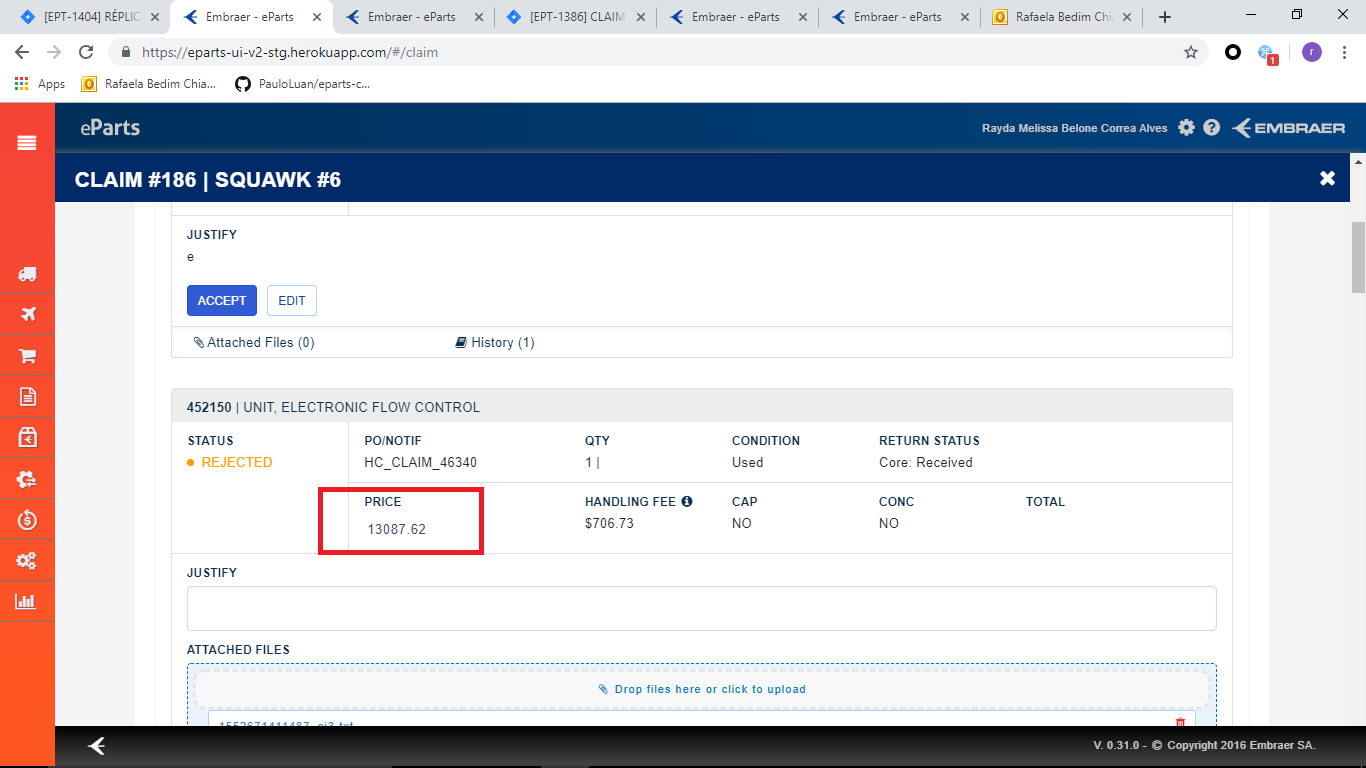 [EPT-1404] RÉPLIC
Embraer - eParts
Embraer - eParts
[EPT-1386] CLAIM
Embraer - eParts
Embraer - eParts
Rafaela Bedim Chi
https://eparts-ui-v2-stg.herokuapp.com/#/claim
1
r
Apps
Rafaela Bedim Chia...
PauloLuan/eparts-c...
eParts
Rayda Melissa Belone Correa Alves
EMBRAER
CLAIM #186 | SQUAWK #6
JUSTIFY
e
ACCEPT
EDIT
Attached Files (0)
History (1)
452150 | UNIT, ELECTRONIC FLOW CONTROL
STATUS
REJECTED
PO/NOTIF
HC_CLAIM_46340
QTY
1 |
CONDITION
Used
RETURN STATUS
Core: Received
PRICE
13087.62
HANDLING FEE
$706.73
CAP
NO
CONC
NO
TOTAL
JUSTIFY
ATTACHED FILES
Drop files here or click to upload
V. 0.31.0 - © Copyright 2016 Embraer SA.